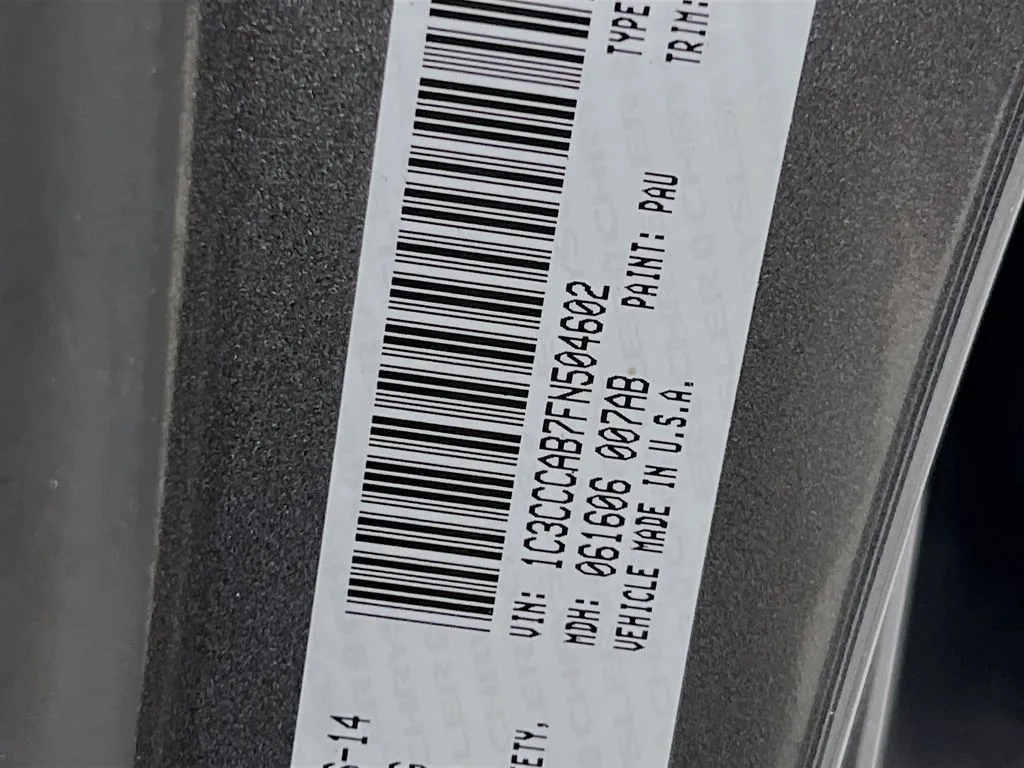 -14
ETY,
VIN: 1C3CCCAB7FN504602 TYPE
MDH: 061606 007AB PAINT: PAU TRIM:
VEHICLE MADE IN U.S.A.